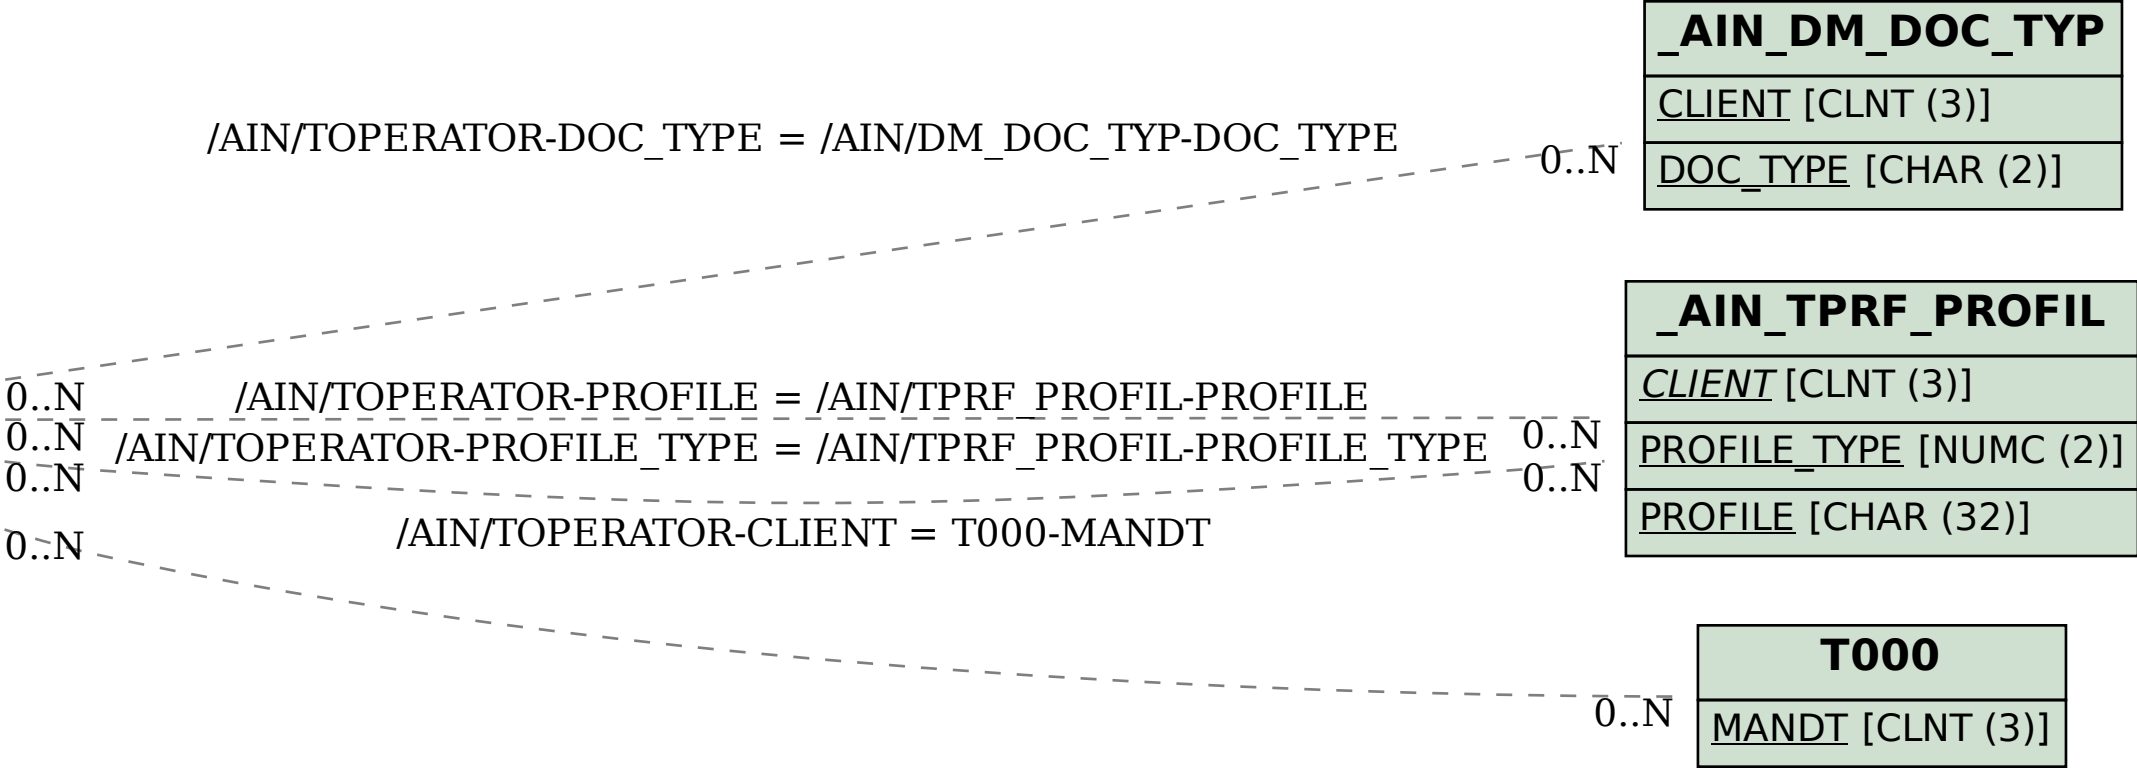 _AIN_DM_DOC_TYP
CLIENT [CLNT (3)]
DOC_TYPE [CHAR (2)]
/AIN/TOPERATOR-DOC_TYPE = /AIN/DM_DOC_TYP-DOC_TYPE
0..N
_AIN_TPRF_PROFIL
CLIENT [CLNT (3)]
PROFILE_TYPE [NUMC (2)]
PROFILE [CHAR (32)]
0..N
/AIN/TOPERATOR-PROFILE = /AIN/TPRF_PROFIL-PROFILE
0..N
0..N
/AIN/TOPERATOR-PROFILE_TYPE = /AIN/TPRF_PROFIL-PROFILE_TYPE
0..N
0..N
0..N
/AIN/TOPERATOR-CLIENT = T000-MANDT
0..N
T000
MANDT [CLNT (3)]